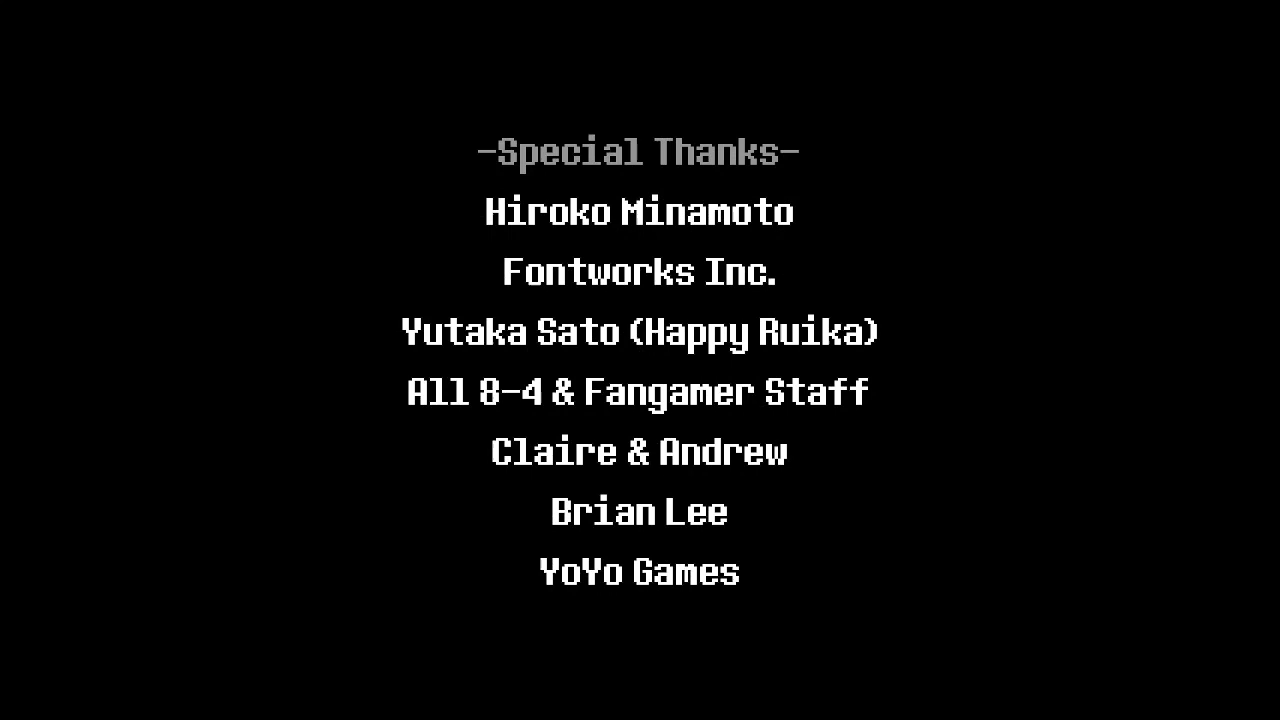 -Special Thanks-
Hiroko Minamoto
Fontworks Inc.
Yutaka Sato (Happy Ruika)
All 8-4 & Fangamer Staff
Claire & Andrew
Brian Lee
YoYo Games